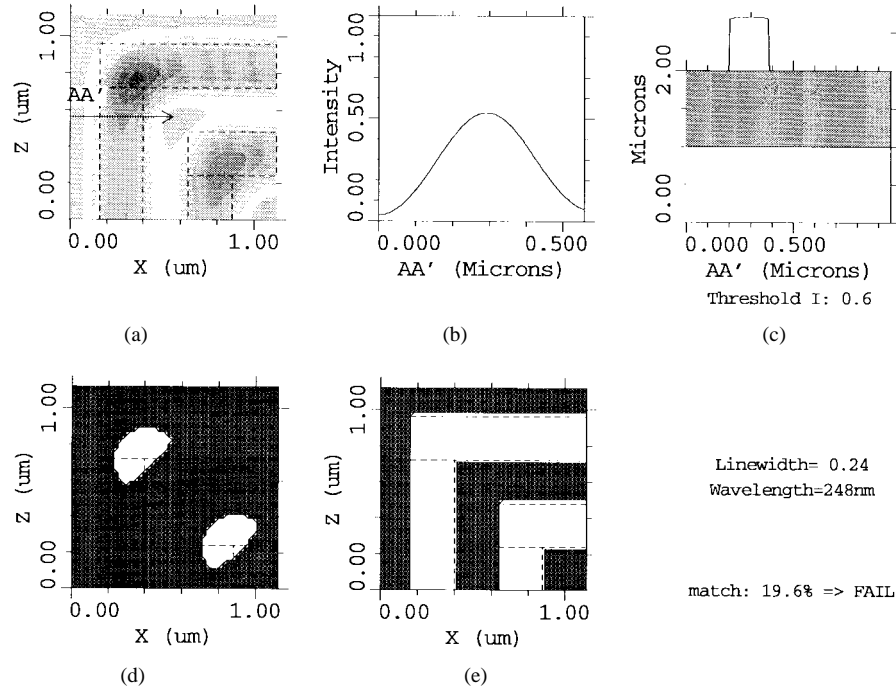 1.00
Z (um)
0.00
AA'
0.00
1.00
X (um)
(a)
1.00
Intensity
0.50
0.00
0.000
0.500
AA' (Microns)
(b)
2.00
Microns
0.00
0.000
0.500
AA' (Microns)
Threshold I: 0.6
(c)
1.00
Z (um)
0.00
0.00
1.00
X (um)
(d)
1.00
Z (um)
0.00
0.00
1.00
X (um)
(e)
Linewidth= 0.24
Wavelength=248nm
match: 19.6% => FAIL